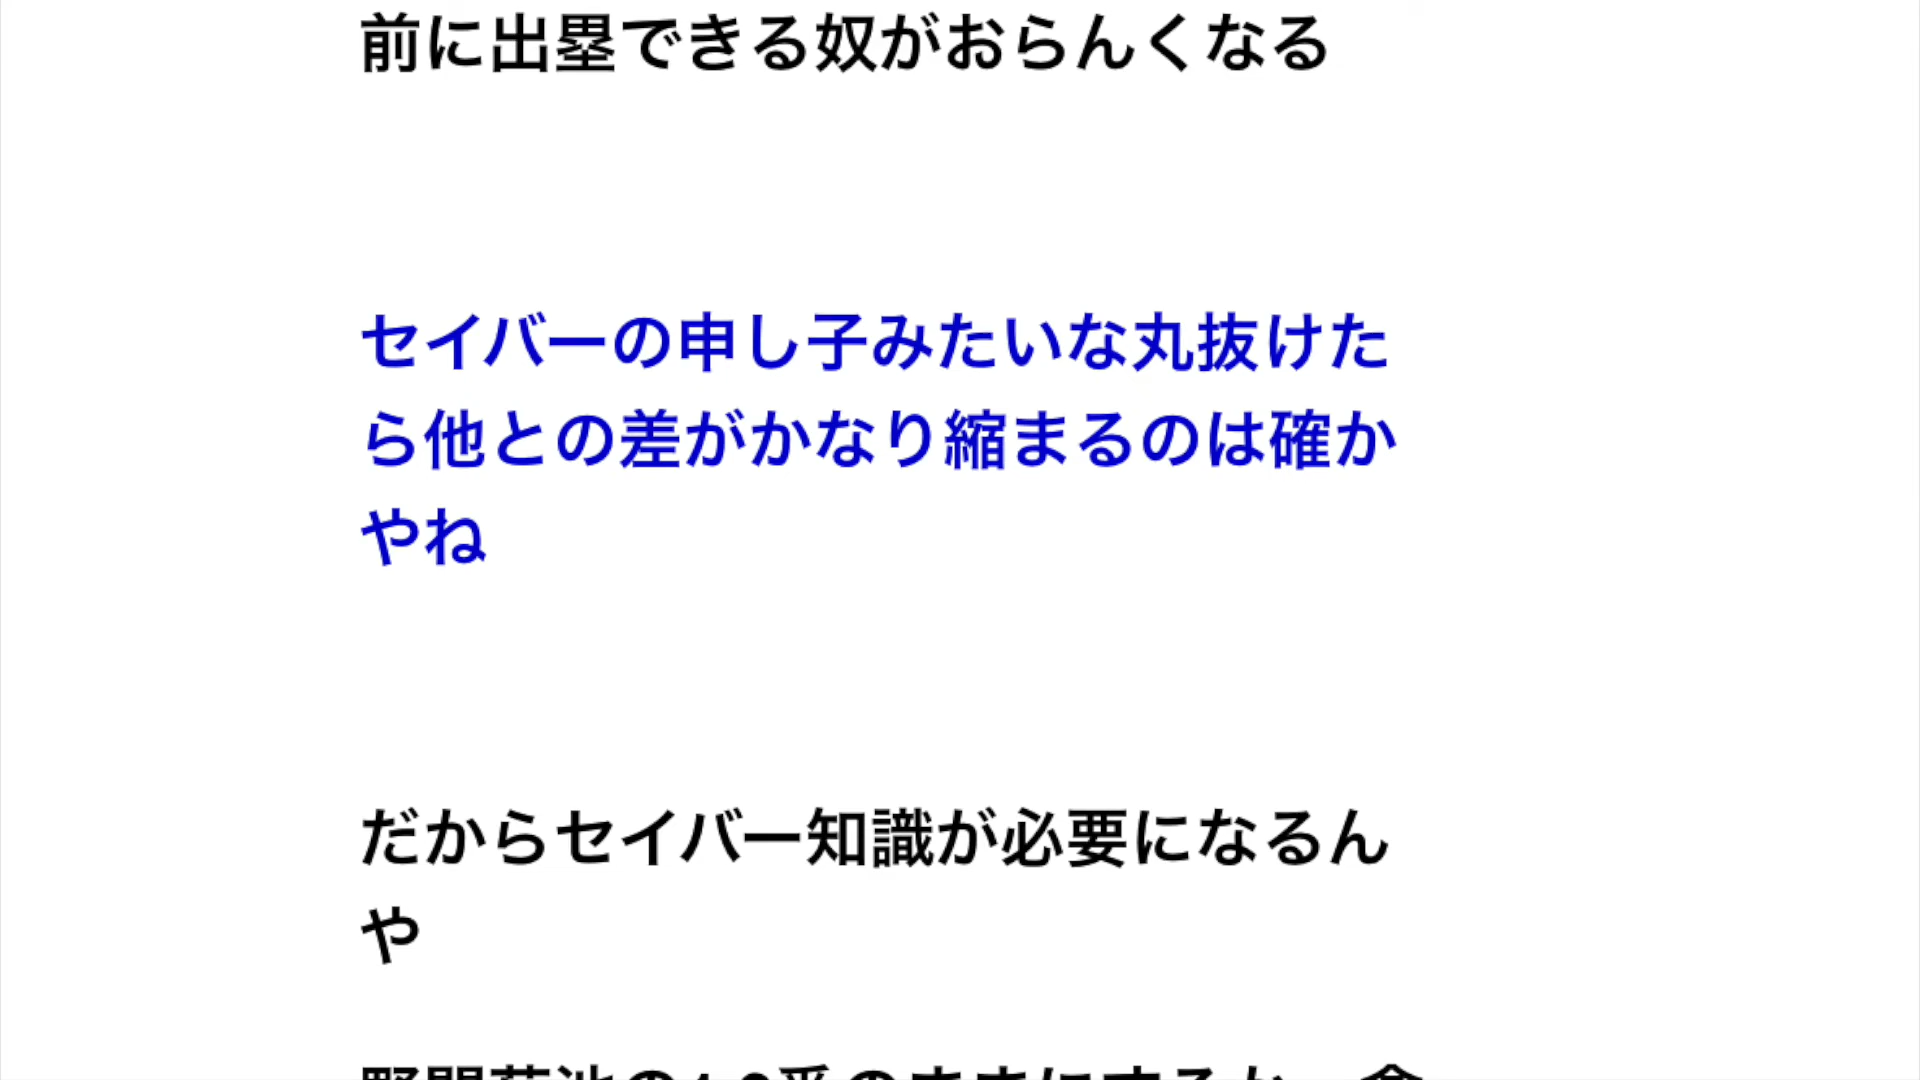 前に出塁できる奴がおらんくなる
セイバーの申し子みたいな丸抜けた
ら他との差がかなり縮まるのは確か
やね
だからセイバー知識が必要になるん
や